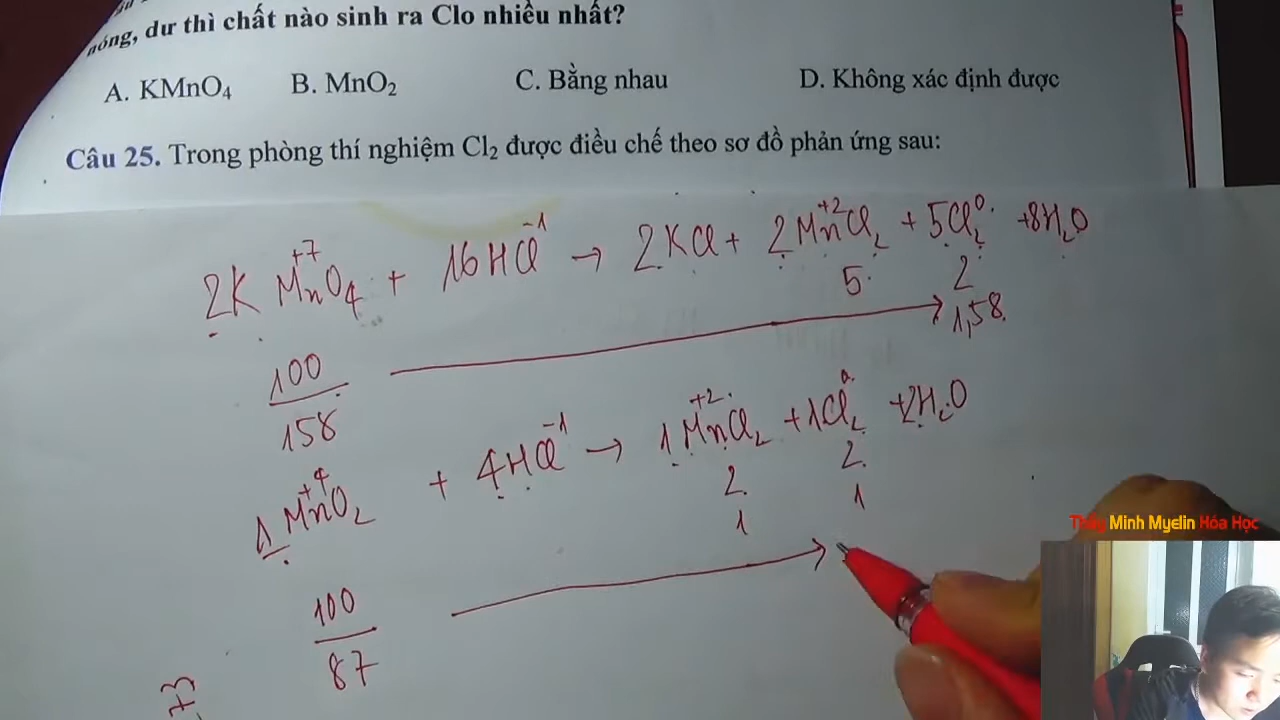 nóng, dư thì chất nào sinh ra Clo nhiều nhất?
A. KMnO₄ B. MnO₂ C. Bằng nhau D. Không xác định được
Câu 25. Trong phòng thí nghiệm Cl₂ được điều chế theo sơ đồ phản ứng sau:
+7 -1 +2 0
2KMnO₄ + 16HCl → 2KCl + 2MnCl₂ + 5Cl₂ + 8H₂O
5 2
100/158 → 1,58
+4 -1 +2 0
1MnO₂ + 4HCl → 1MnCl₂ + 1Cl₂ + 2H₂O
2 2
1 1
100/87 →
Thầy Minh Myelin Hóa Học